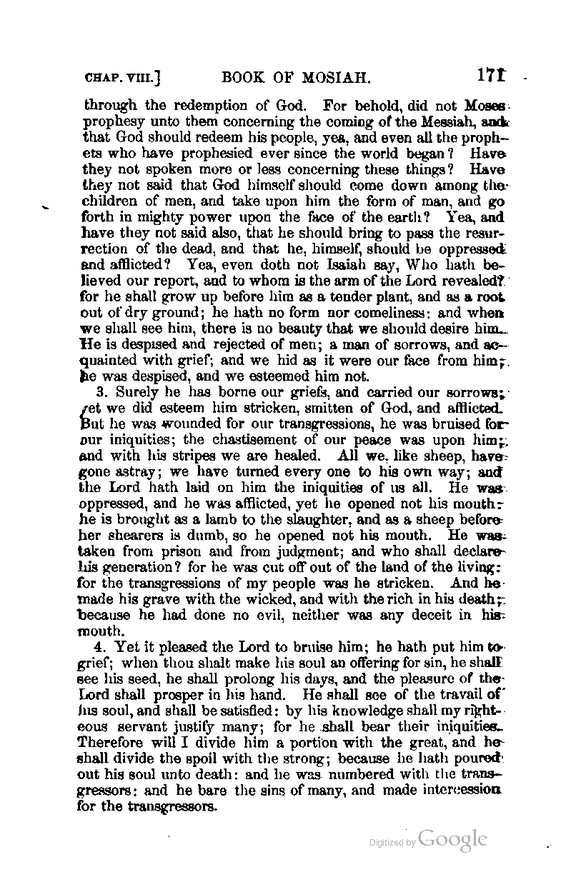 CHAP. VIII.] BOOK OF MOSIAH. 171
through the redemption of God. For behold, did not Moses
prophesy unto them concerning the coming of the Messiah, and
that God should redeem his people, yea, and even all the proph-
ets who have prophesied ever since the world began? Have
they not spoken more or less concerning these things? Have
they not said that God himself should come down among the
children of men, and take upon him the form of man, and go
forth in mighty power upon the face of the earth? Yea, and
have they not said also, that he should bring to pass the resur-
rection of the dead, and that he, himself, should be oppressed
and afflicted? Yea, even doth not Isaiah say, Who hath be-
lieved our report, and to whom is the arm of the Lord revealed?
for he shall grow up before him as a tender plant, and as a root
out of dry ground; he hath no form nor comeliness: and when
we shall see him, there is no beauty that we should desire him.
He is despised and rejected of men; a man of sorrows, and ac-
quainted with grief; and we hid as it were our face from him;
he was despised, and we esteemed him not.
3. Surely he has borne our griefs, and carried our sorrows;
yet we did esteem him stricken, smitten of God, and afflicted.
But he was wounded for our transgressions, he was bruised for
our iniquities; the chastisement of our peace was upon him;
and with his stripes we are healed. All we, like sheep, have
gone astray; we have turned every one to his own way; and
the Lord hath laid on him the iniquities of us all. He was
oppressed, and he was afflicted, yet he opened not his mouth:
he is brought as a lamb to the slaughter, and as a sheep before
her shearers is dumb, so he opened not his mouth. He was
taken from prison and from judgment; and who shall declare
his generation? for he was cut off out of the land of the living:
for the transgressions of my people was he stricken. And he
made his grave with the wicked, and with the rich in his death;
because he had done no evil, neither was any deceit in his
mouth.
4. Yet it pleased the Lord to bruise him; he hath put him to
grief; when thou shalt make his soul an offering for sin, he shall
see his seed, he shall prolong his days, and the pleasure of the
Lord shall prosper in his hand. He shall see of the travail of
his soul, and shall be satisfied: by his knowledge shall my right-
eous servant justify many; for he shall bear their iniquities.
Therefore will I divide him a portion with the great, and he
shall divide the spoil with the strong; because he hath poured
out his soul unto death: and he was numbered with the trans-
gressors: and he bare the sins of many, and made intercession
for the transgressors.
Digitized by Google